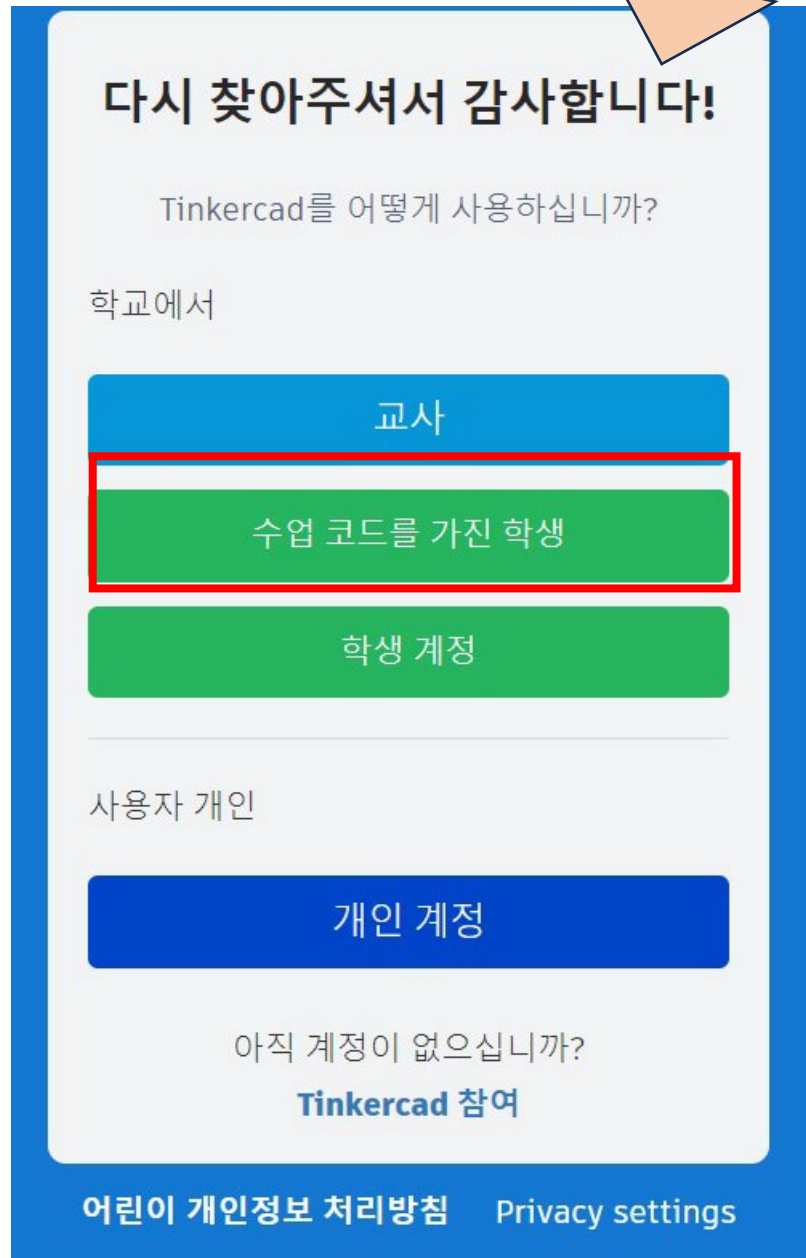 다시 찾아주셔서 감사합니다!
Tinkercad를 어떻게 사용하십니까?
학교에서
교사
수업 코드를 가진 학생
학생 계정
사용자 개인
개인 계정
아직 계정이 없으십니까?
Tinkercad 참여
어린이 개인정보 처리방침 Privacy settings